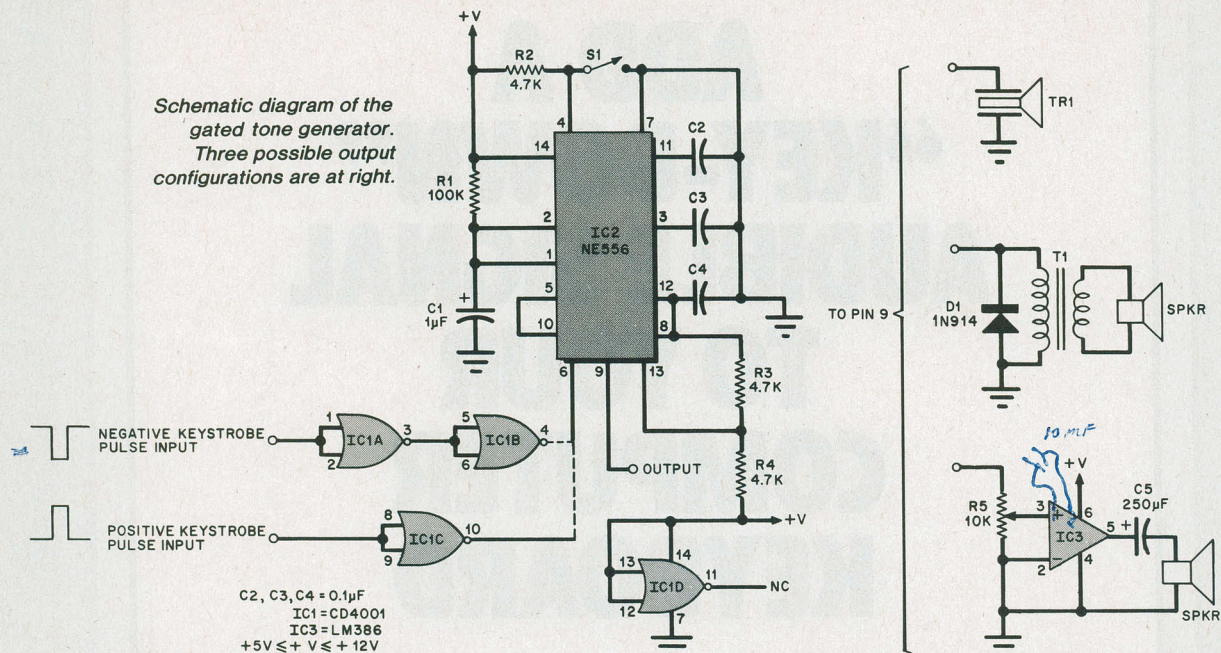 +V
R2
4.7K
S1
Schematic diagram of the
gated tone generator.
Three possible output
configurations are at right.
4
7
14
11
C2
R1
100K
2
3
C3
IC2
NE556
1
5
12
C4
10
8
C1
1µF
+
6
9
13
R3
4.7K
OUTPUT
R4
4.7K
+V
NEGATIVE KEYSTROBE
PULSE INPUT
1
2
IC1A
3
5
6
IC1B
4
POSITIVE KEYSTROBE
PULSE INPUT
8
9
IC1C
10
13
12
14
IC1D
11
NC
7
C2, C3, C4 = 0.1µF
IC1=CD4001
IC3=LM386
+5V ≤ + V ≤ + 12V
TO PIN 9
TR1
D1
1N914
T1
SPKR
10 MF
+V
R5
10K
3
+
6
IC3
5
−
2
4
C5
250µF
+
SPKR